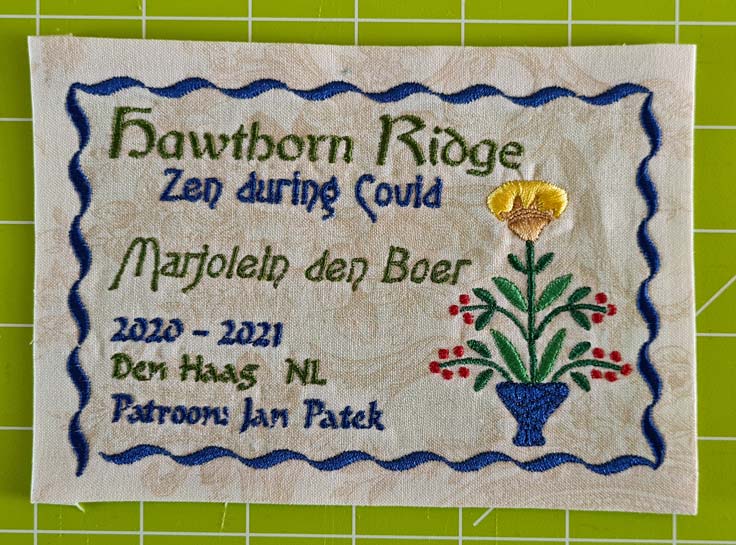 Hawthorn Ridge
Zen during Covid
Marjolein den Boer
2020 - 2021
Den Haag NL
Patroon: Jan Patek